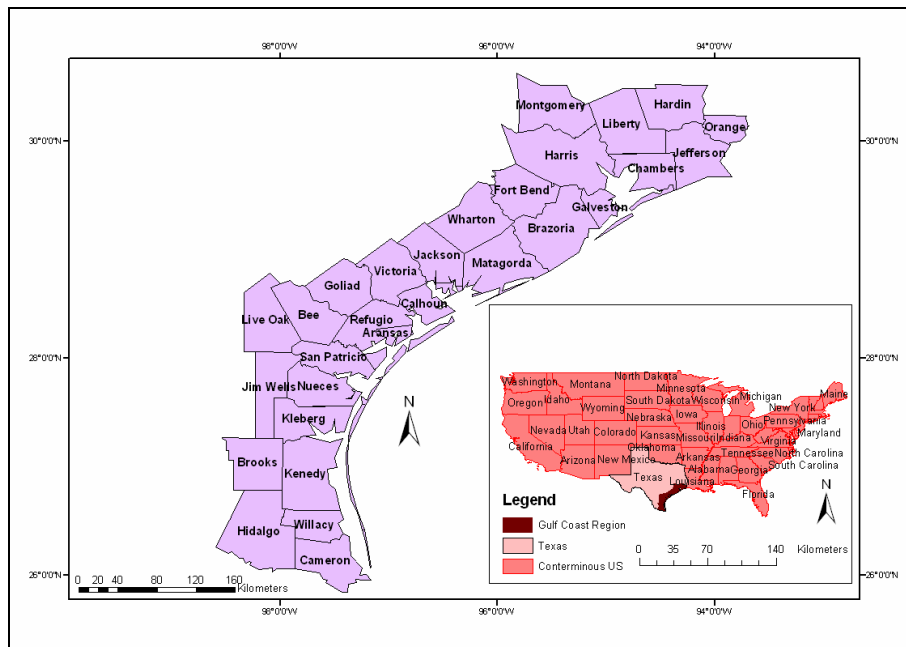 98°0'0"W 96°0'0"W 94°0'0"W
30°0'0"N 30°0'0"N
28°0'0"N 28°0'0"N
26°0'0"N 26°0'0"N
Montgomery
Hardin
Liberty
Orange
Harris
Jefferson
Chambers
Fort Bend
Galveston
Wharton
Brazoria
Jackson
Matagorda
Victoria
Goliad
Calhoun
Live Oak
Bee
Refugio
Aransas
San Patricio
Jim Wells
Nueces
Kleberg
N
Brooks
Kenedy
Hidalgo
Willacy
Cameron
0 20 40 80 120 160
Kilometers
98°0'0"W 96°0'0"W 94°0'0"W
Washington
Montana
North Dakota
Minnesota
Maine
Oregon
Idaho
South Dakota
Wisconsin
Michigan
New York
Wyoming
Iowa
Nebraska
Pennsylvania
Nevada
Utah
Colorado
Illinois
Ohio
Maryland
Kansas
Missouri
Indiana
Virginia
California
Oklahoma
Tennessee
North Carolina
Arizona
New Mexico
Arkansas
South Carolina
Texas
Alabama
Georgia
Louisiana
Florida
N
Legend
Gulf Coast Region
Texas
Conterminous US
0 35 70 140 Kilometers